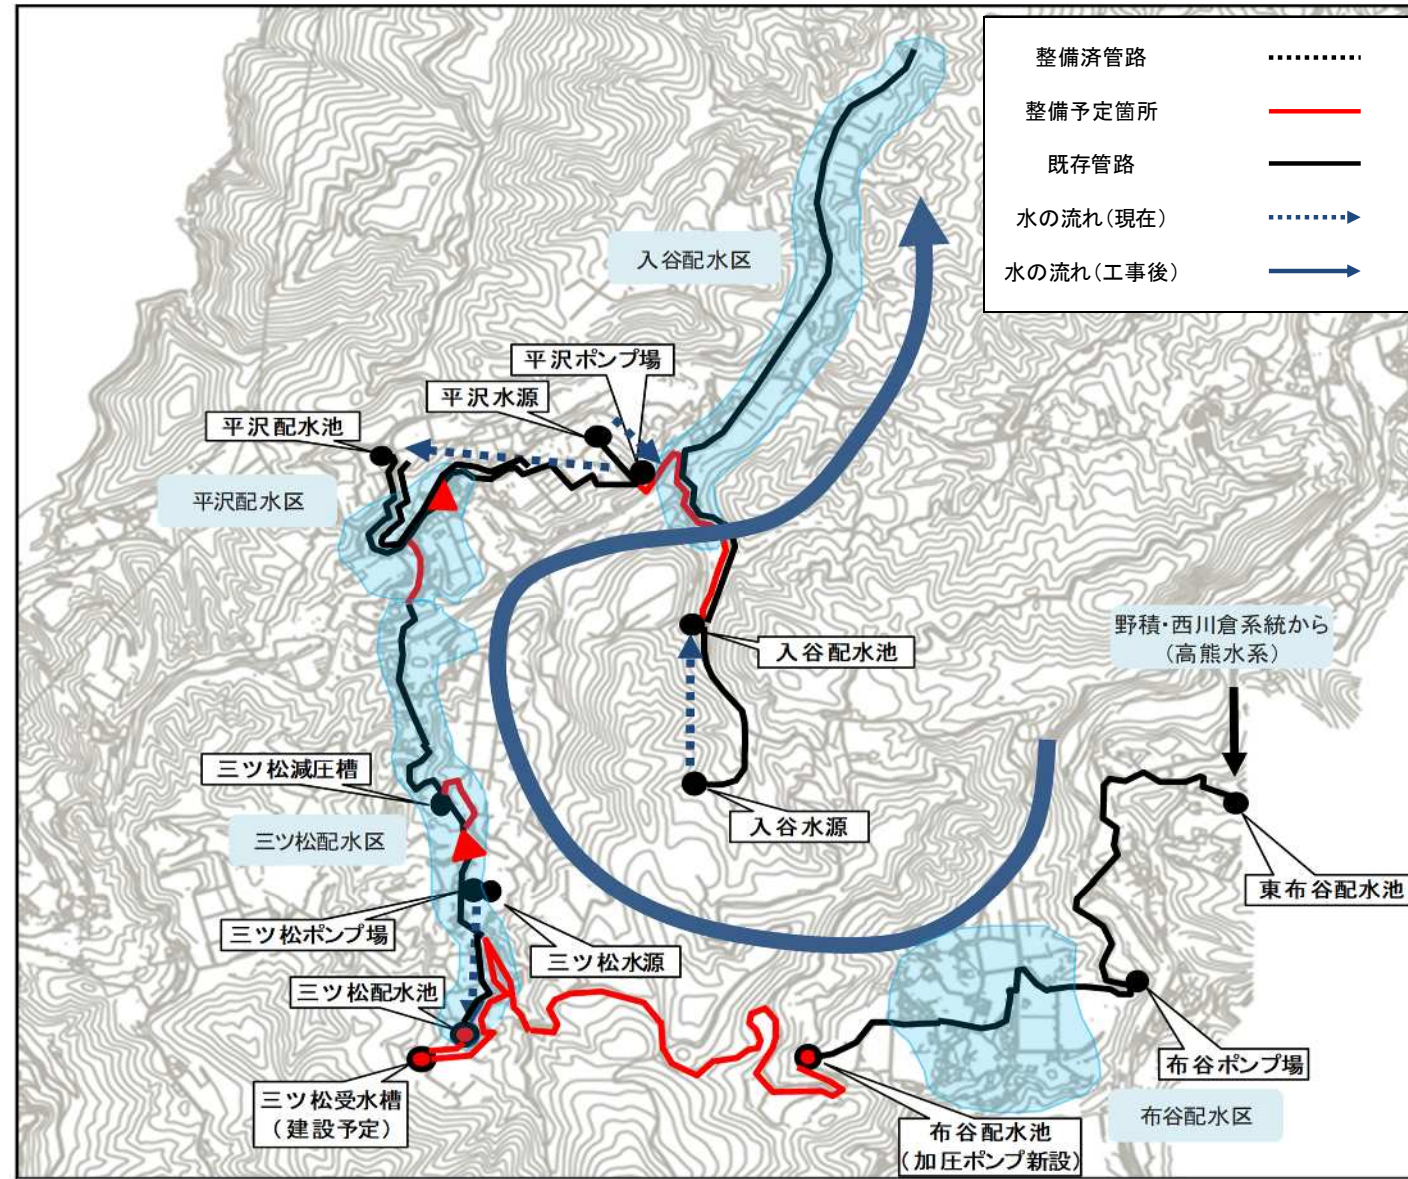 整備済管路
整備予定箇所
既存管路
水の流れ(現在)
水の流れ(工事後)
入谷配水区
平沢ポンプ場
平沢水源
平沢配水池
平沢配水区
野積・西川倉系統から
(高熊水系)
入谷配水池
三ツ松減圧槽
入谷水源
三ツ松配水区
東布谷配水池
三ツ松ポンプ場
三ツ松水源
三ツ松配水池
布谷ポンプ場
三ツ松受水槽
(建設予定)
布谷配水区
布谷配水池
(加圧ポンプ新設)